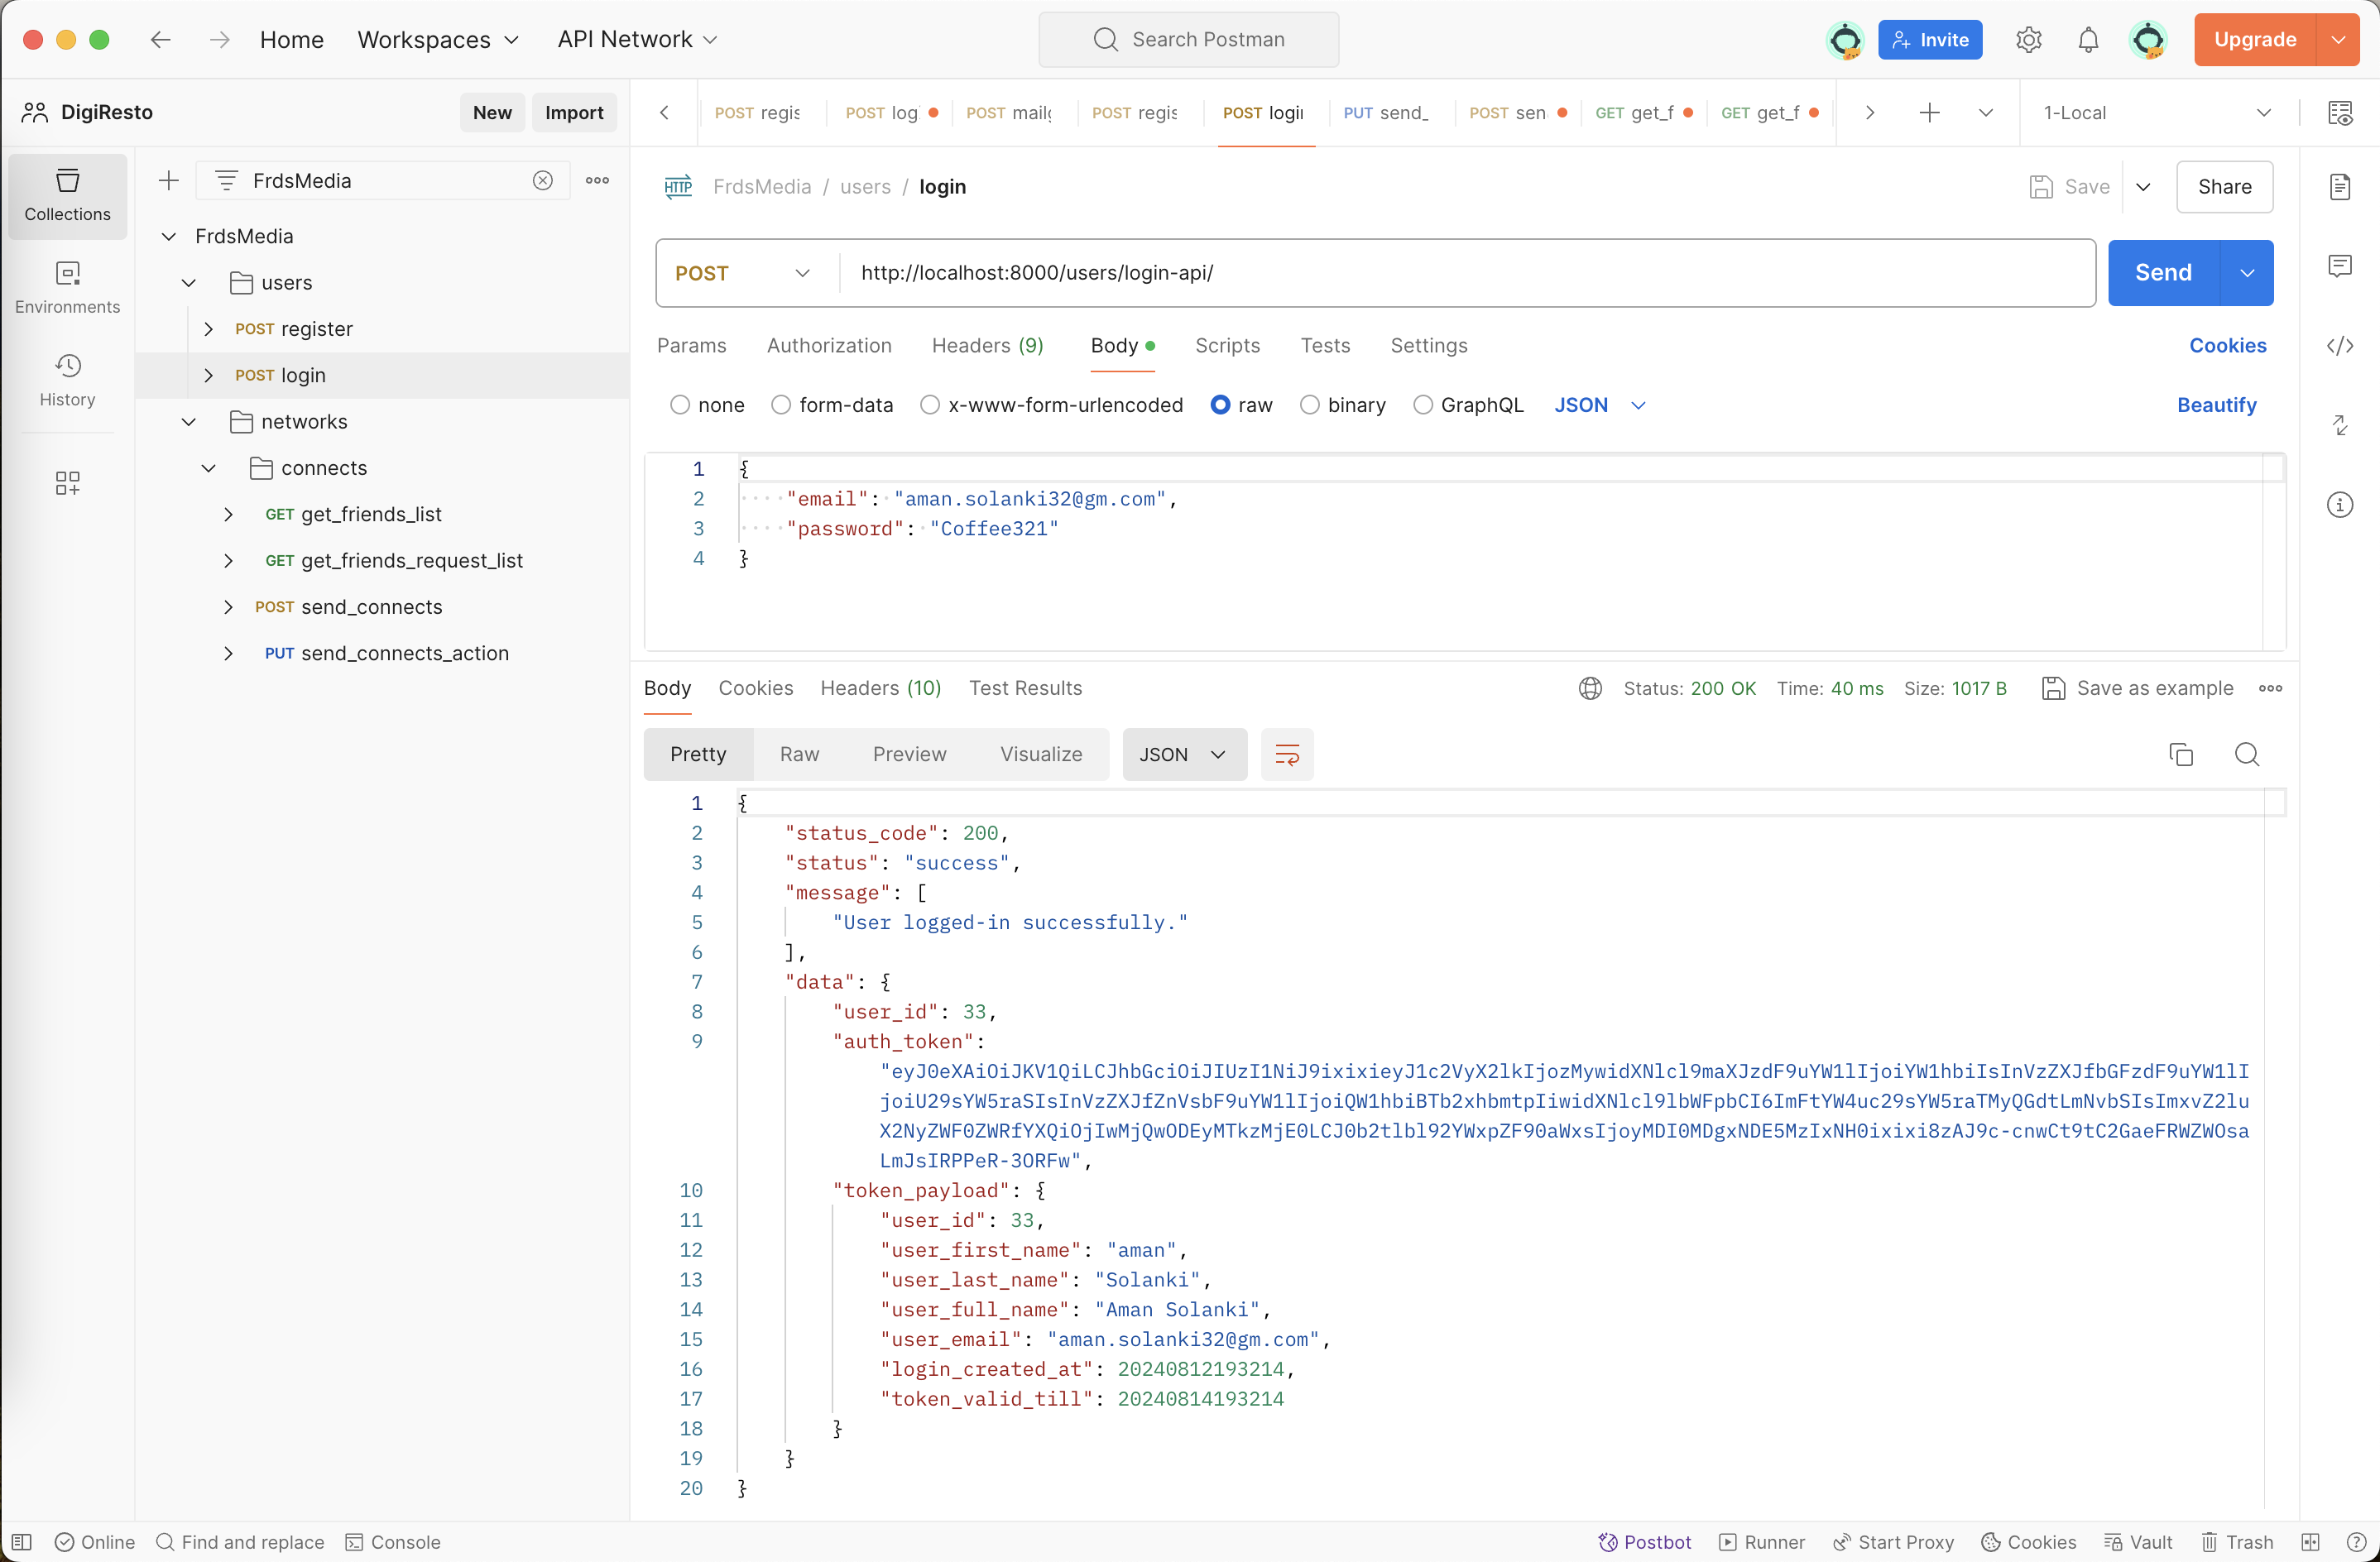 Home Workspaces API Network Search Postman Invite Upgrade
DigiResto New Import
POST regis POST log POST mailg POST regis POST login PUT send_ POST sen GET get_f GET get_f 1-Local
Collections
Environments
History
FrdsMedia
FrdsMedia
users
POST register
POST login
networks
connects
GET get_friends_list
GET get_friends_request_list
POST send_connects
PUT send_connects_action
HTTP FrdsMedia / users / login Save Share
POST http://localhost:8000/users/login-api/ Send
Params Authorization Headers (9) Body Scripts Tests Settings Cookies
none form-data x-www-form-urlencoded raw binary GraphQL JSON Beautify
1 {
2 "email": "aman.solanki32@gm.com",
3 "password": "Coffee321"
4 }
Body Cookies Headers (10) Test Results Status: 200 OK Time: 40 ms Size: 1017 B Save as example
Pretty Raw Preview Visualize JSON
1 {
2 "status_code": 200,
3 "status": "success",
4 "message": [
5 "User logged-in successfully."
6 ],
7 "data": {
8 "user_id": 33,
9 "auth_token":
"eyJ0eXAiOiJKV1QiLCJhbGciOiJIUzI1NiJ9ixixieyJ1c2VyX2lkIjozMywidXNlcl9maXJzdF9uYW1lIjoiYW1hbiIsInVzZXJfbGFzdF9uYW1lI
joiU29sYW5raSIsInVzZXJfZnVsbF9uYW1lIjoiQW1hbiBTb2xhbmtpIiwidXNlcl9lbWFpbCI6ImFtYW4uc29sYW5raTMyQGdtLmNvbSIsImxvZ2lu
X2NyZWF0ZWRfYXQiOjIwMjQwODEyMTkzMjE0LCJ0b2tlbl92YWxpZF90aWxsIjoyMDI0MDgxNDE5MzIxNH0ixixi8zAJ9c-cnwCt9tC2GaeFRWZWOsa
LmJsIRPPeR-3ORFw",
10 "token_payload": {
11 "user_id": 33,
12 "user_first_name": "aman",
13 "user_last_name": "Solanki",
14 "user_full_name": "Aman Solanki",
15 "user_email": "aman.solanki32@gm.com",
16 "login_created_at": 20240812193214,
17 "token_valid_till": 20240814193214
18 }
19 }
20 }
Online Find and replace Console Postbot Runner Start Proxy Cookies Vault Trash